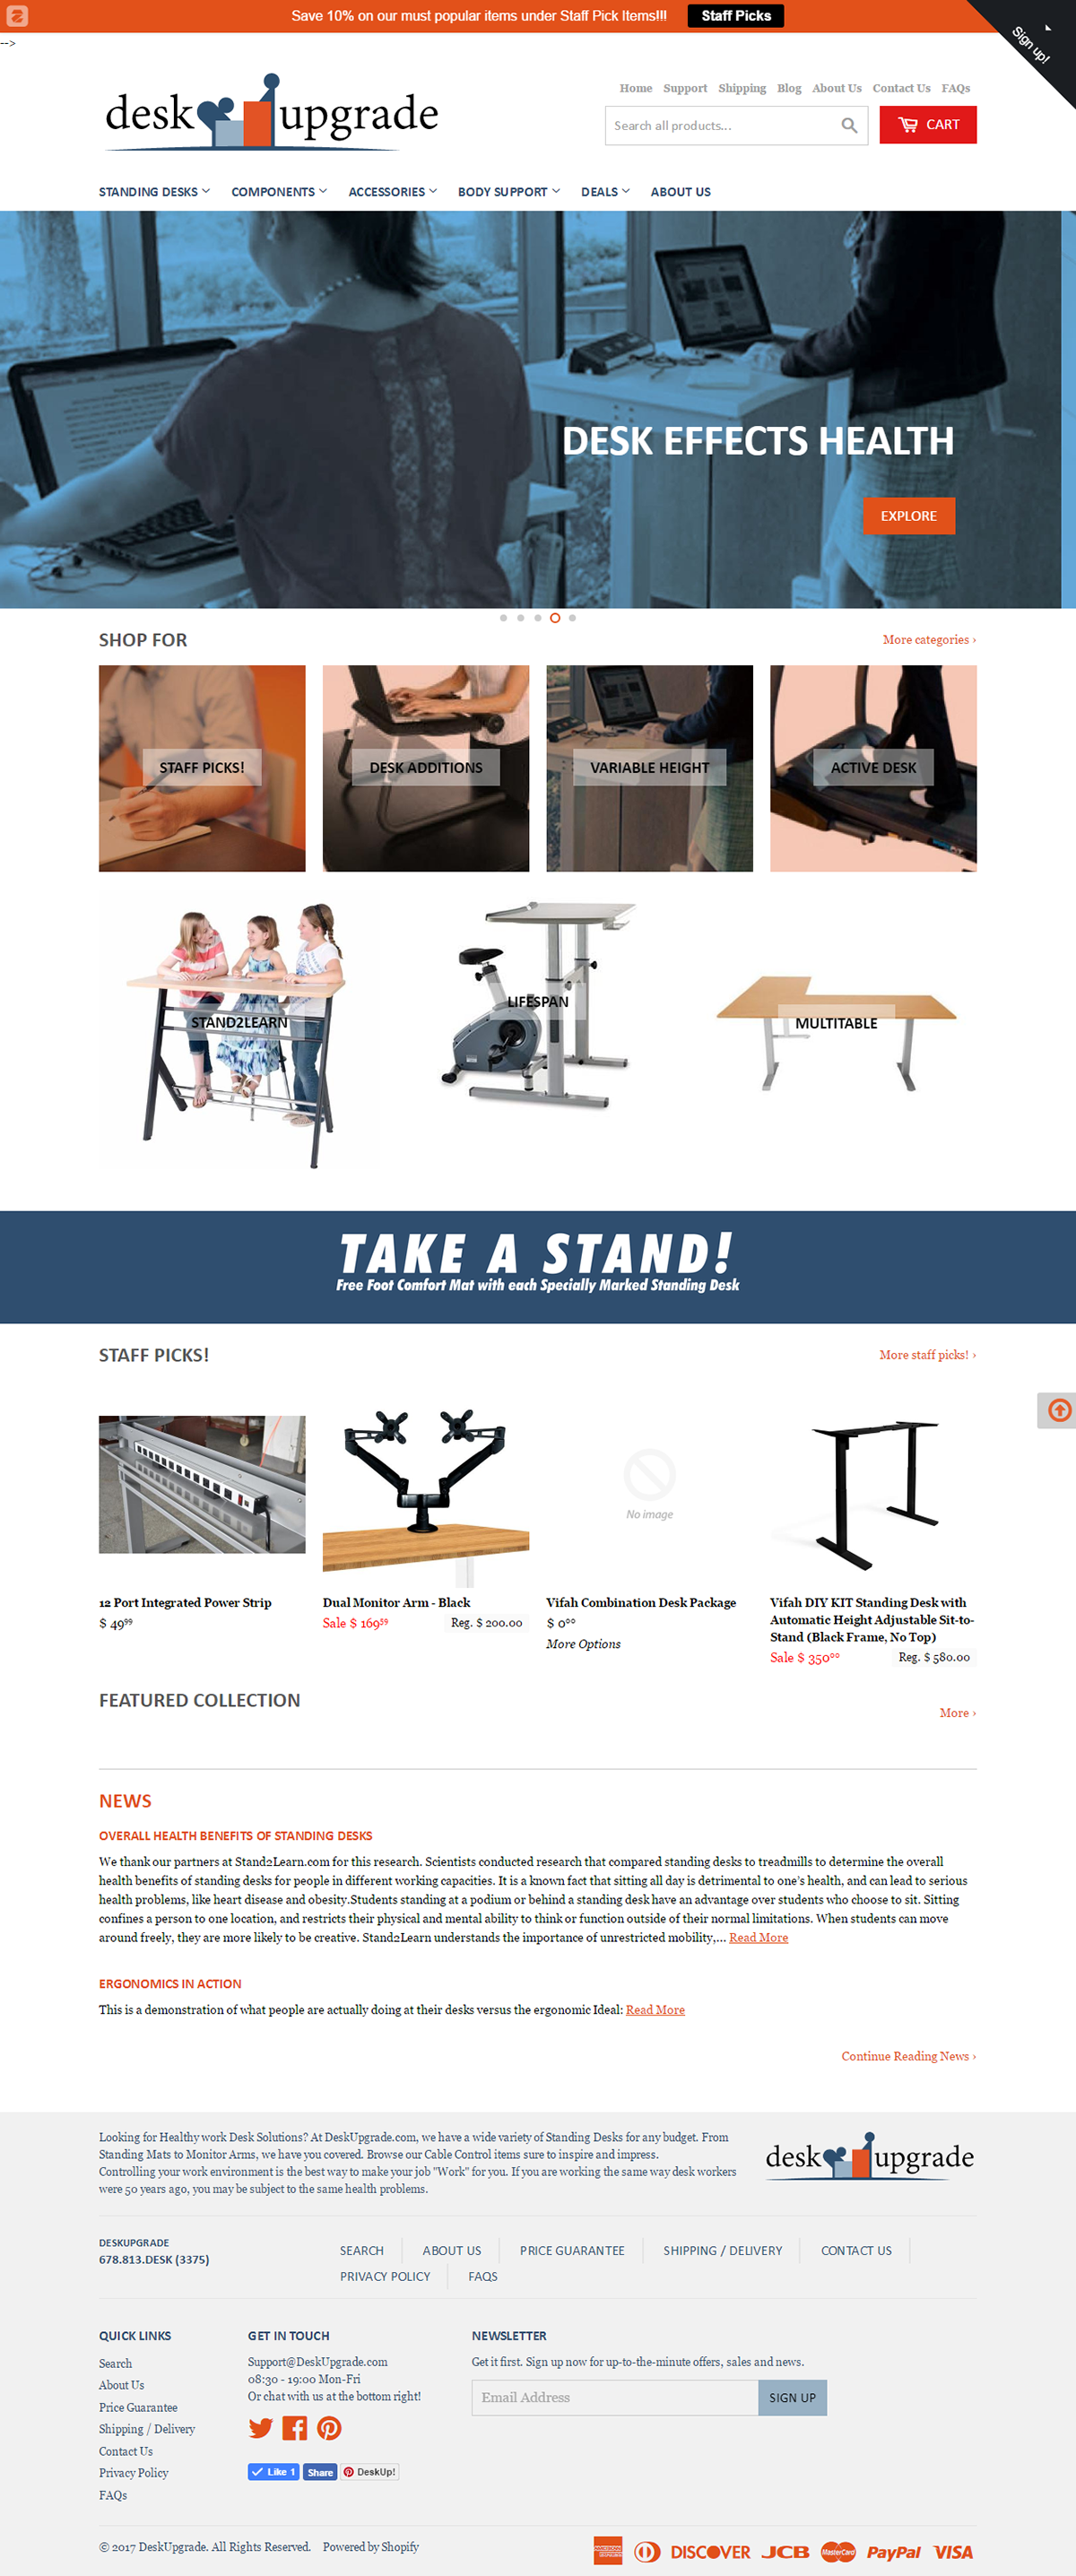 Save 10% on our must popular items under Staff Pick Items!!! Staff Picks
Sign up!
-->
desk upgrade
Home Support Shipping Blog About Us Contact Us FAQs
Search all products...
CART
STANDING DESKS COMPONENTS ACCESSORIES BODY SUPPORT DEALS ABOUT US
DESK EFFECTS HEALTH
EXPLORE
SHOP FOR
More categories ›
STAFF PICKS!
DESK ADDITIONS
VARIABLE HEIGHT
ACTIVE DESK
STAND2LEARN
LIFESPAN
MULTITABLE
TAKE A STAND!
Free Foot Comfort Mat with each Specially Marked Standing Desk
STAFF PICKS!
More staff picks! ›
12 Port Integrated Power Strip
$ 49⁹⁹
Dual Monitor Arm - Black
Sale $ 169⁵⁹ Reg. $ 200.00
No image
Vifah Combination Desk Package
$ 0⁰⁰
More Options
Vifah DIY KIT Standing Desk with
Automatic Height Adjustable Sit-to-
Stand (Black Frame, No Top)
Sale $ 350⁰⁰ Reg. $ 580.00
FEATURED COLLECTION
More ›
NEWS
OVERALL HEALTH BENEFITS OF STANDING DESKS
We thank our partners at Stand2Learn.com for this research. Scientists conducted research that compared standing desks to treadmills to determine the overall
health benefits of standing desks for people in different working capacities. It is a known fact that sitting all day is detrimental to one's health, and can lead to serious
health problems, like heart disease and obesity.Students standing at a podium or behind a standing desk have an advantage over students who choose to sit. Sitting
confines a person to one location, and restricts their physical and mental ability to think or function outside of their normal limitations. When students can move
around freely, they are more likely to be creative. Stand2Learn understands the importance of unrestricted mobility,... Read More
ERGONOMICS IN ACTION
This is a demonstration of what people are actually doing at their desks versus the ergonomic Ideal: Read More
Continue Reading News ›
Looking for Healthy work Desk Solutions? At DeskUpgrade.com, we have a wide variety of Standing Desks for any budget. From
Standing Mats to Monitor Arms, we have you covered. Browse our Cable Control items sure to inspire and impress.
Controlling your work environment is the best way to make your job "Work" for you. If you are working the same way desk workers
were 50 years ago, you may be subject to the same health problems.
desk upgrade
DESKUPGRADE
678.813.DESK (3375)
SEARCH ABOUT US PRICE GUARANTEE SHIPPING / DELIVERY CONTACT US
PRIVACY POLICY FAQS
QUICK LINKS
Search
About Us
Price Guarantee
Shipping / Delivery
Contact Us
Privacy Policy
FAQs
GET IN TOUCH
Support@DeskUpgrade.com
08:30 - 19:00 Mon-Fri
Or chat with us at the bottom right!
Like 1 Share DeskUp!
NEWSLETTER
Get it first. Sign up now for up-to-the-minute offers, sales and news.
Email Address SIGN UP
© 2017 DeskUpgrade. All Rights Reserved. Powered by Shopify
AMERICAN EXPRESS DISCOVER JCB MasterCard PayPal VISA